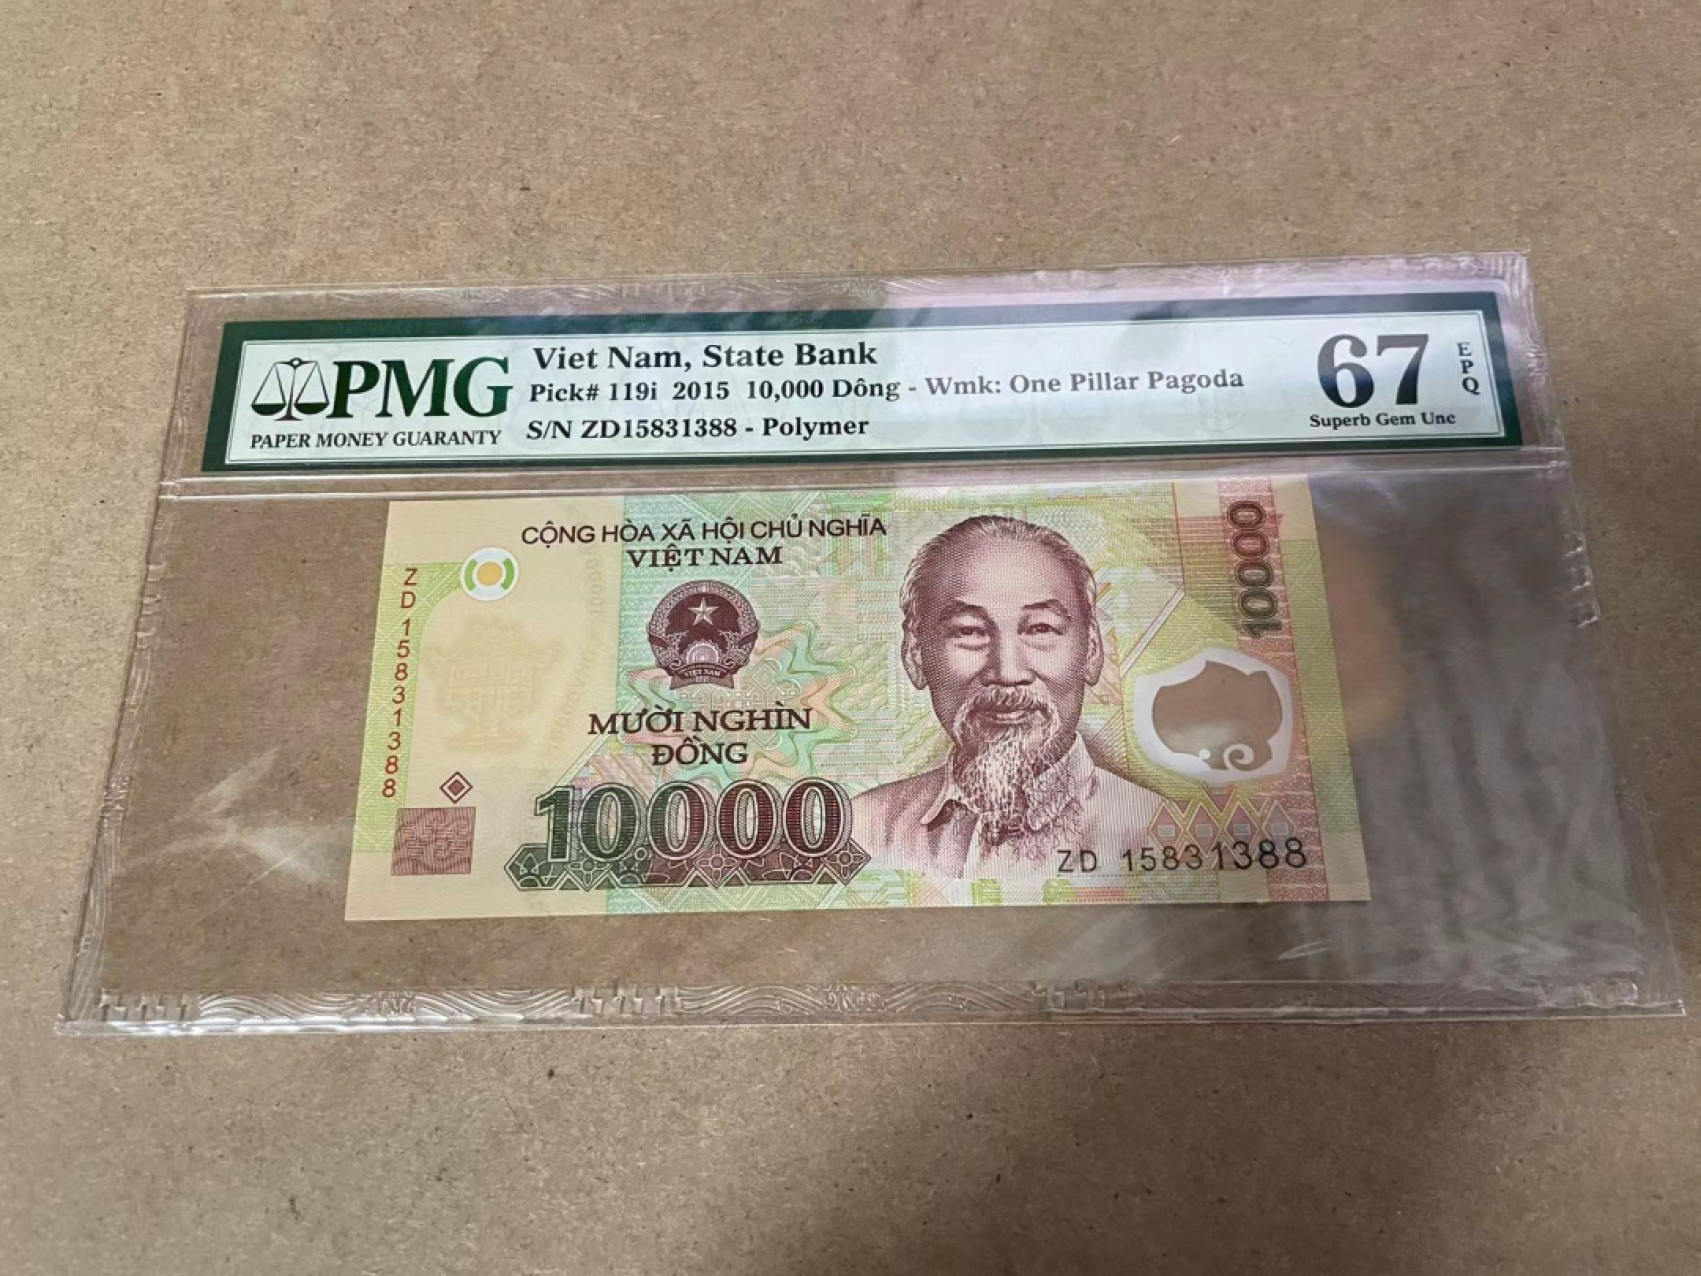 PMG
PAPER MONEY GUARANTY
Viet Nam, State Bank
Pick# 119i 2015 10,000 Dông - Wmk: One Pillar Pagoda
S/N ZD15831388 - Polymer
67
EPQ
Superb Gem Unc
CỘNG HÒA XÃ HỘI CHỦ NGHĨA
VIỆT NAM
ZD 15831388
VIỆT NAM
MƯỜI NGHÌN
ĐỒNG
10000
10000
ZD 15831388